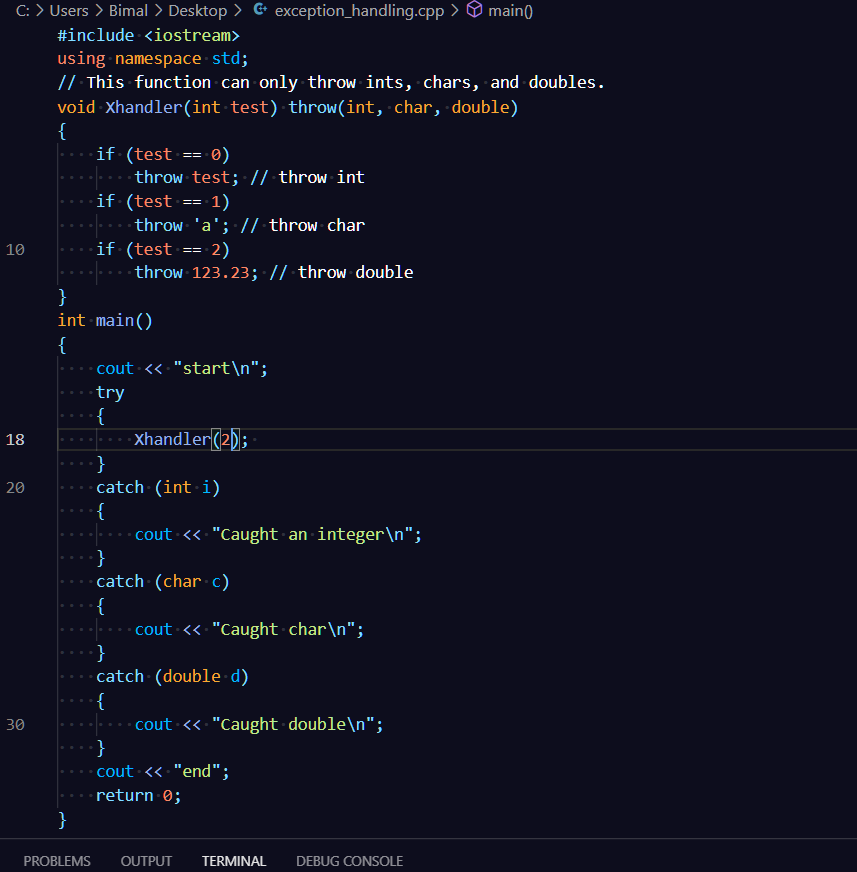 C: > Users > Bimal > Desktop > exception_handling.cpp > main()
#include <iostream>
using namespace std;
// This function can only throw ints, chars, and doubles.
void Xhandler(int test) throw(int, char, double)
{
    if (test == 0)
        throw test; // throw int
    if (test == 1)
        throw 'a'; // throw char
10    if (test == 2)
        throw 123.23; // throw double
}
int main()
{
    cout << "start\n";
    try
    {
18        Xhandler(2);
    }
20    catch (int i)
    {
        cout << "Caught an integer\n";
    }
    catch (char c)
    {
        cout << "Caught char\n";
    }
    catch (double d)
    {
30        cout << "Caught double\n";
    }
    cout << "end";
    return 0;
}
PROBLEMS OUTPUT TERMINAL DEBUG CONSOLE